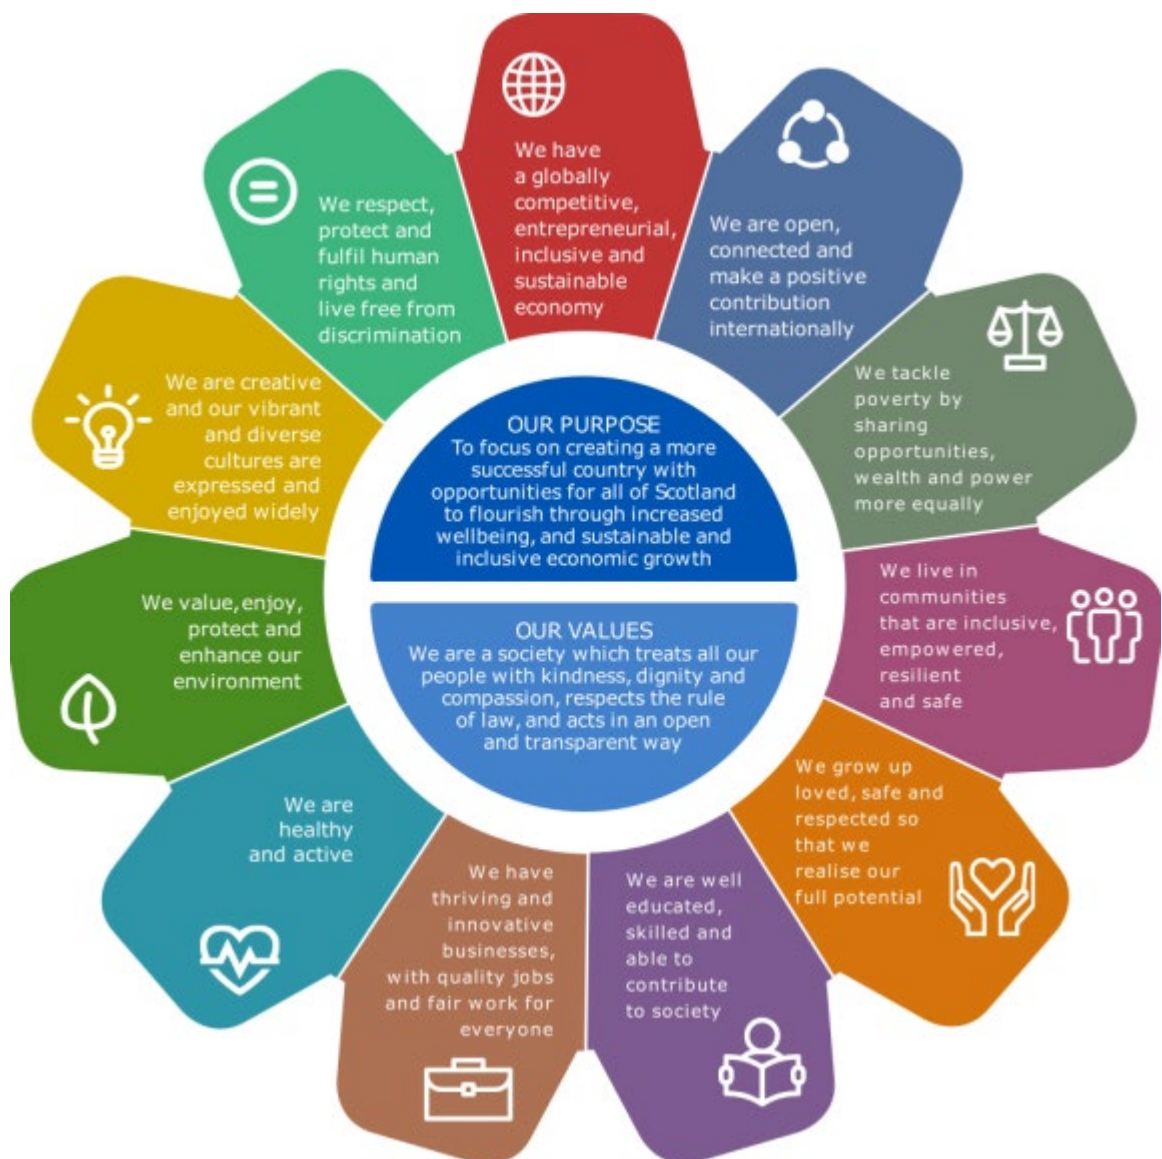 We have
a globally
competitive,
entrepreneurial,
inclusive and
sustainable
economy
We are open,
connected and
make a positive
contribution
internationally
We tackle
poverty by
sharing
opportunities,
wealth and power
more equally
We live in
communities
that are inclusive,
empowered,
resilient
and safe
We grow up
loved, safe and
respected so
that we
realise our
full potential
We are well
educated,
skilled and
able to
contribute
to society
We have
thriving and
innovative
businesses,
with quality jobs
and fair work for
everyone
We are
healthy
and active
We value, enjoy,
protect and
enhance our
environment
We are creative
and our vibrant
and diverse
cultures are
expressed and
enjoyed widely
We respect,
protect and
fulfil human
rights and
live free from
discrimination
OUR PURPOSE
To focus on creating a more
successful country with
opportunities for all of Scotland
to flourish through increased
wellbeing, and sustainable and
inclusive economic growth
OUR VALUES
We are a society which treats all our
people with kindness, dignity and
compassion, respects the rule
of law, and acts in an open
and transparent way